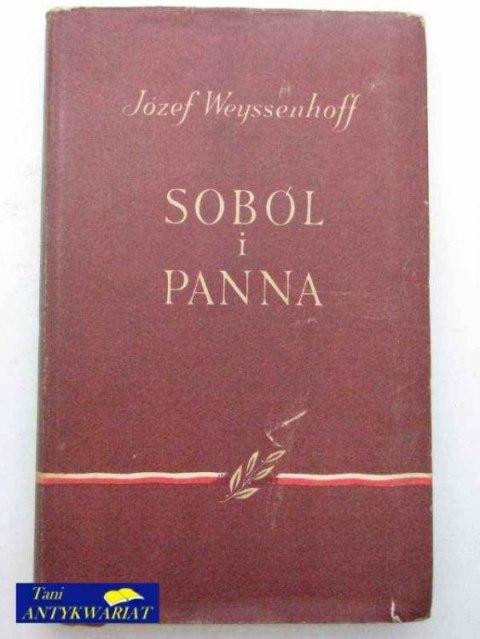 Józef Weyssenhoff
SOBÓL
i
PANNA
Tani
ANTYKWARIAT